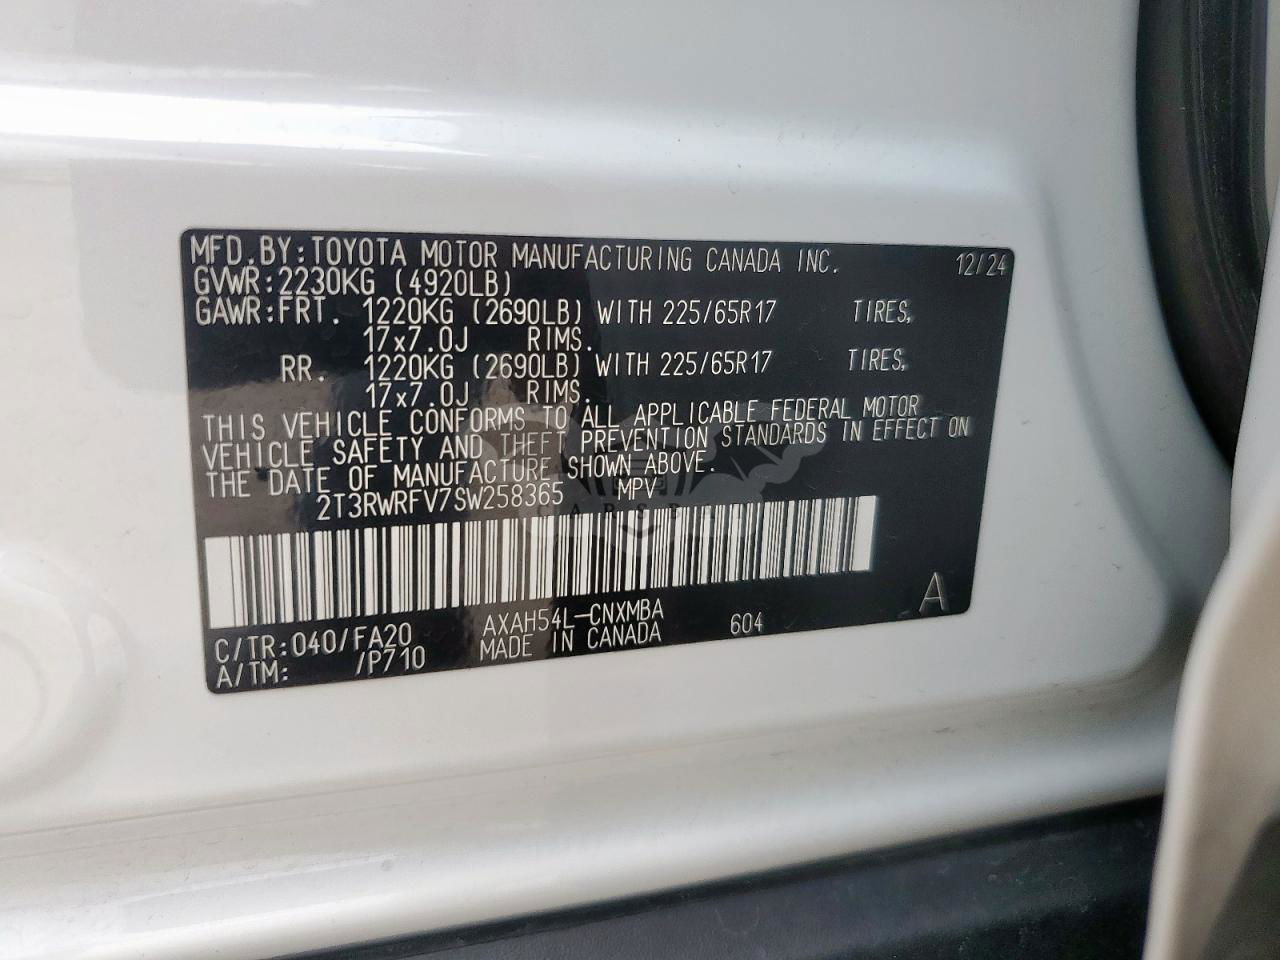 MFD.BY:TOYOTA MOTOR MANUFACTURING CANADA INC. 12/24
GVWR:2230KG (4920LB)
GAWR:FRT. 1220KG (2690LB) WITH 225/65R17 TIRES,
17x7.0J RIMS.
RR. 1220KG (2690LB) WITH 225/65R17 TIRES,
17x7.0J RIMS.
THIS VEHICLE CONFORMS TO ALL APPLICABLE FEDERAL MOTOR
VEHICLE SAFETY AND THEFT PREVENTION STANDARDS IN EFFECT ON
THE DATE OF MANUFACTURE SHOWN ABOVE.
2T3RWRFV7SW258365 MPV
C/TR:040/FA20 AXAH54L-CNXMBA 604 A
A/TM: /P710 MADE IN CANADA